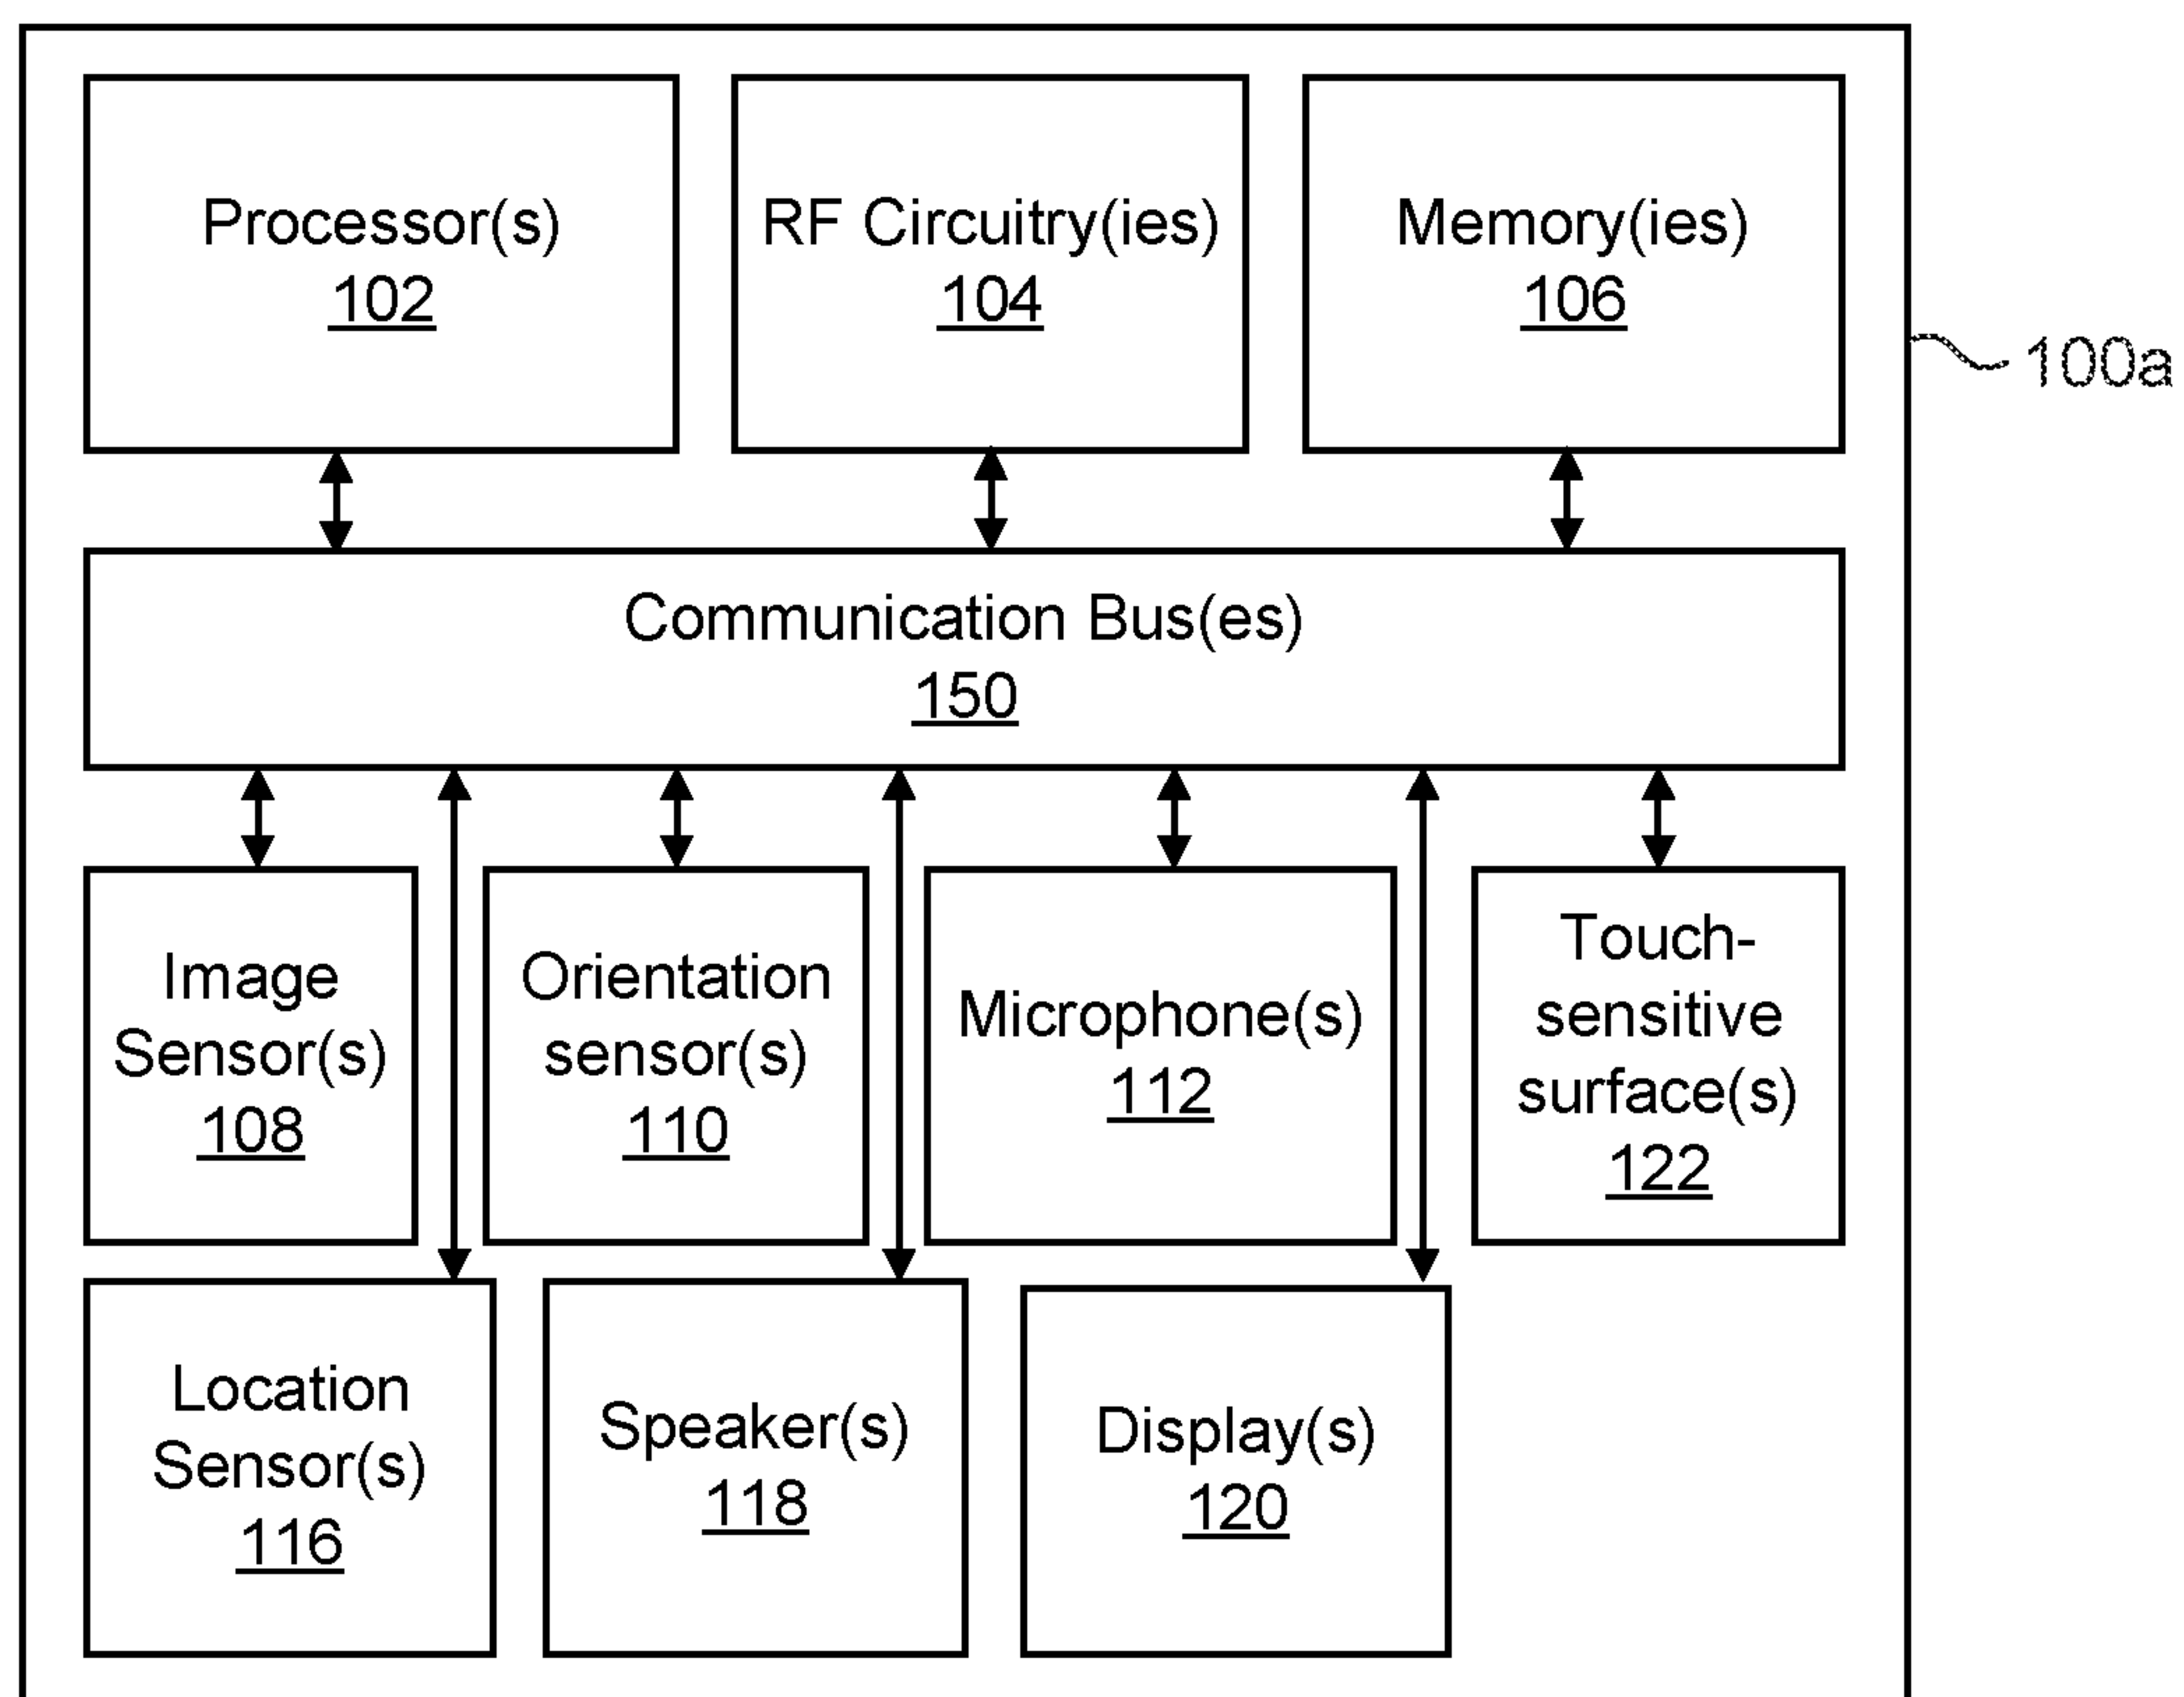 Processor(s)
102
RF Circuitry(ies)
104
Memory(ies)
106
100a
Communication Bus(es)
150
Image
Sensor(s)
108
Orientation
sensor(s)
110
Microphone(s)
112
Touch-
sensitive
surface(s)
122
Location
Sensor(s)
116
Speaker(s)
118
Display(s)
120